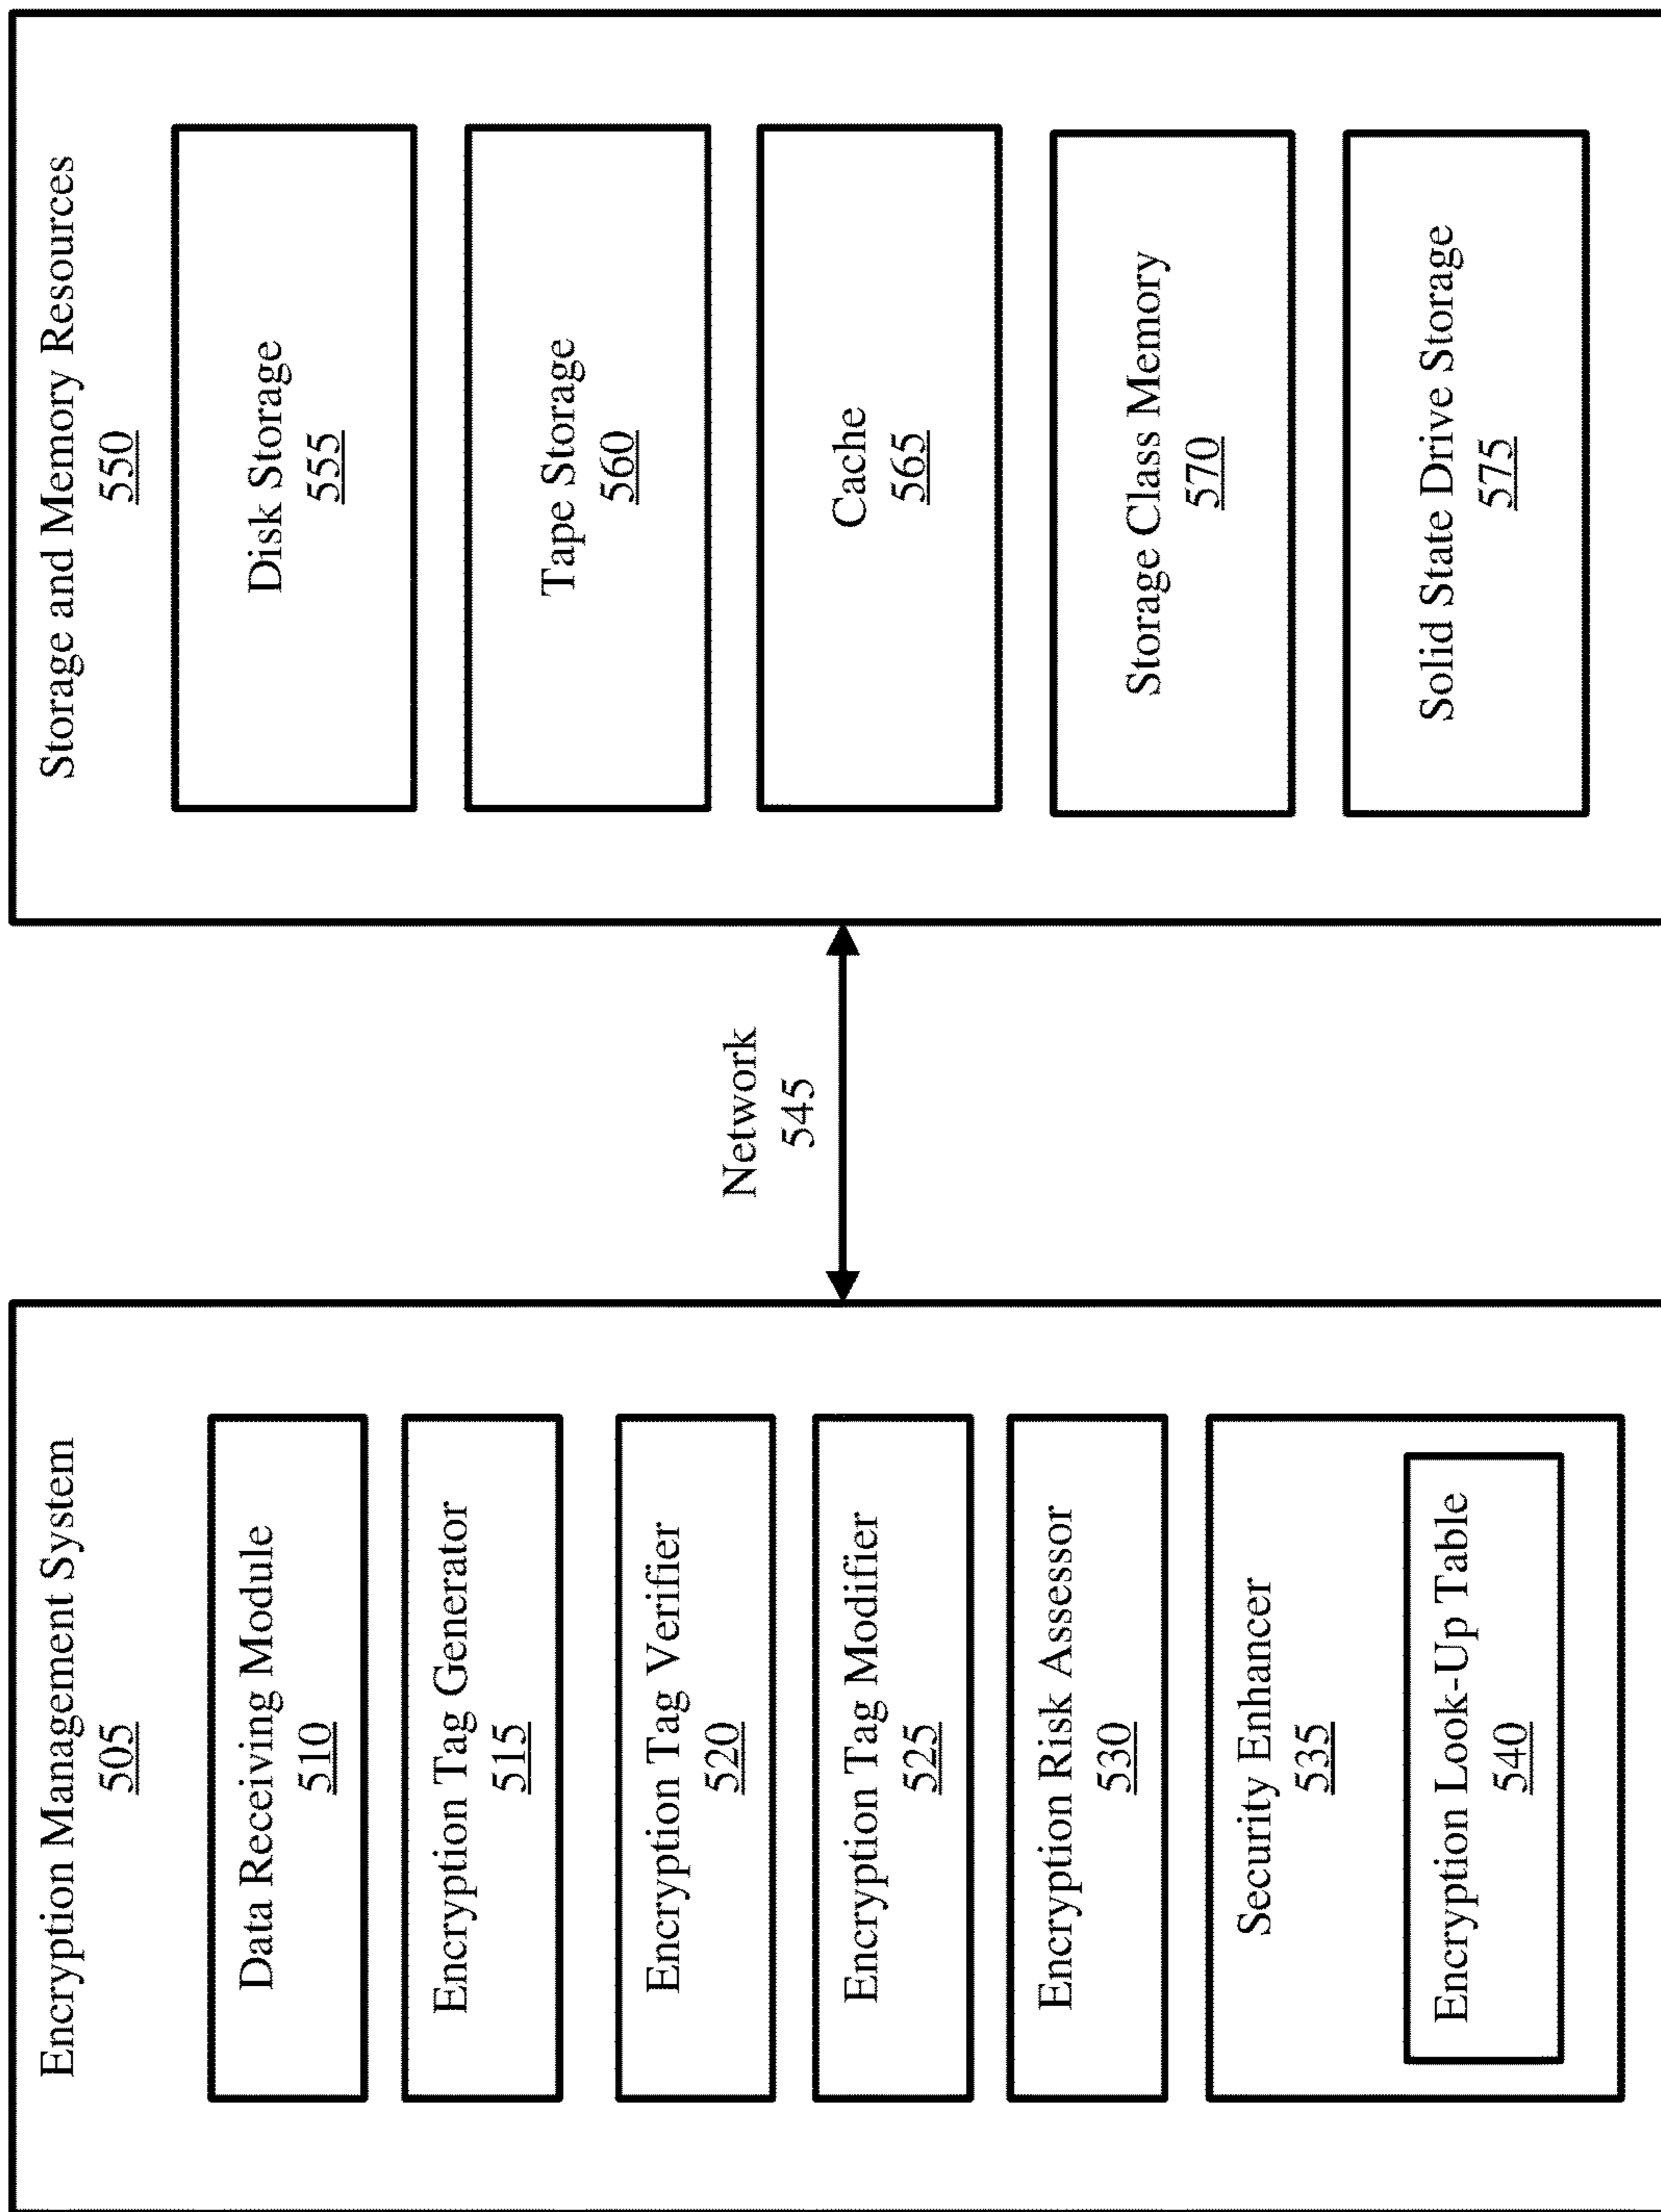 Encryption Management System
505
Data Receiving Module
510
Encryption Tag Generator
515
Encryption Tag Verifier
520
Encryption Tag Modifier
525
Encryption Risk Assessor
530
Security Enhancer
535
Encryption Look-Up Table
540
Network
545
Storage and Memory Resources
550
Disk Storage
555
Tape Storage
560
Cache
565
Storage Class Memory
570
Solid State Drive Storage
575